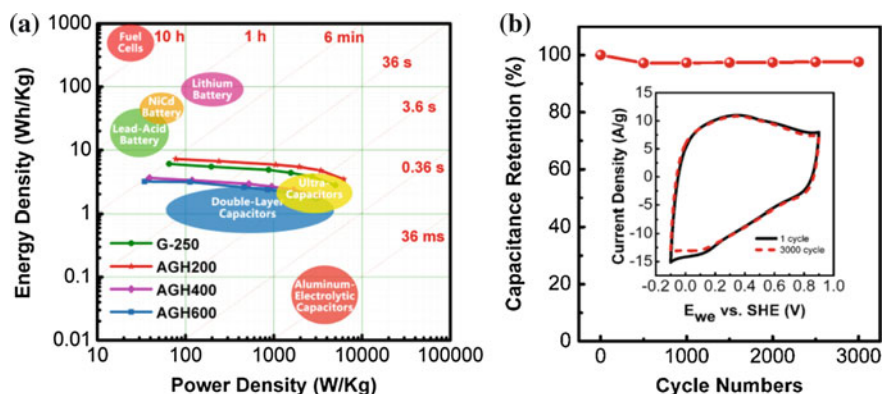 (a)
1000
100
10
1
0.1
0.01
Energy Density (Wh/Kg)
10 h
1 h
6 min
36 s
3.6 s
0.36 s
36 ms
Fuel
Cells
Lithium
Battery
NiCd
Battery
Lead-Acid
Battery
Ultra-
Capacitors
Double-Layer
Capacitors
Aluminum-
Electrolytic
Capacitors
G-250
AGH200
AGH400
AGH600
10
100
1000
10000
100000
Power Density (W/Kg)
(b)
100
80
60
40
20
0
Capacitance Retention (%)
15
10
5
0
-5
-10
-15
Current Density (A/g)
1 cycle
3000 cycle
-0.2
0.0
0.2
0.4
0.6
0.8
1.0
Ewe vs. SHE (V)
0
1000
2000
3000
Cycle Numbers